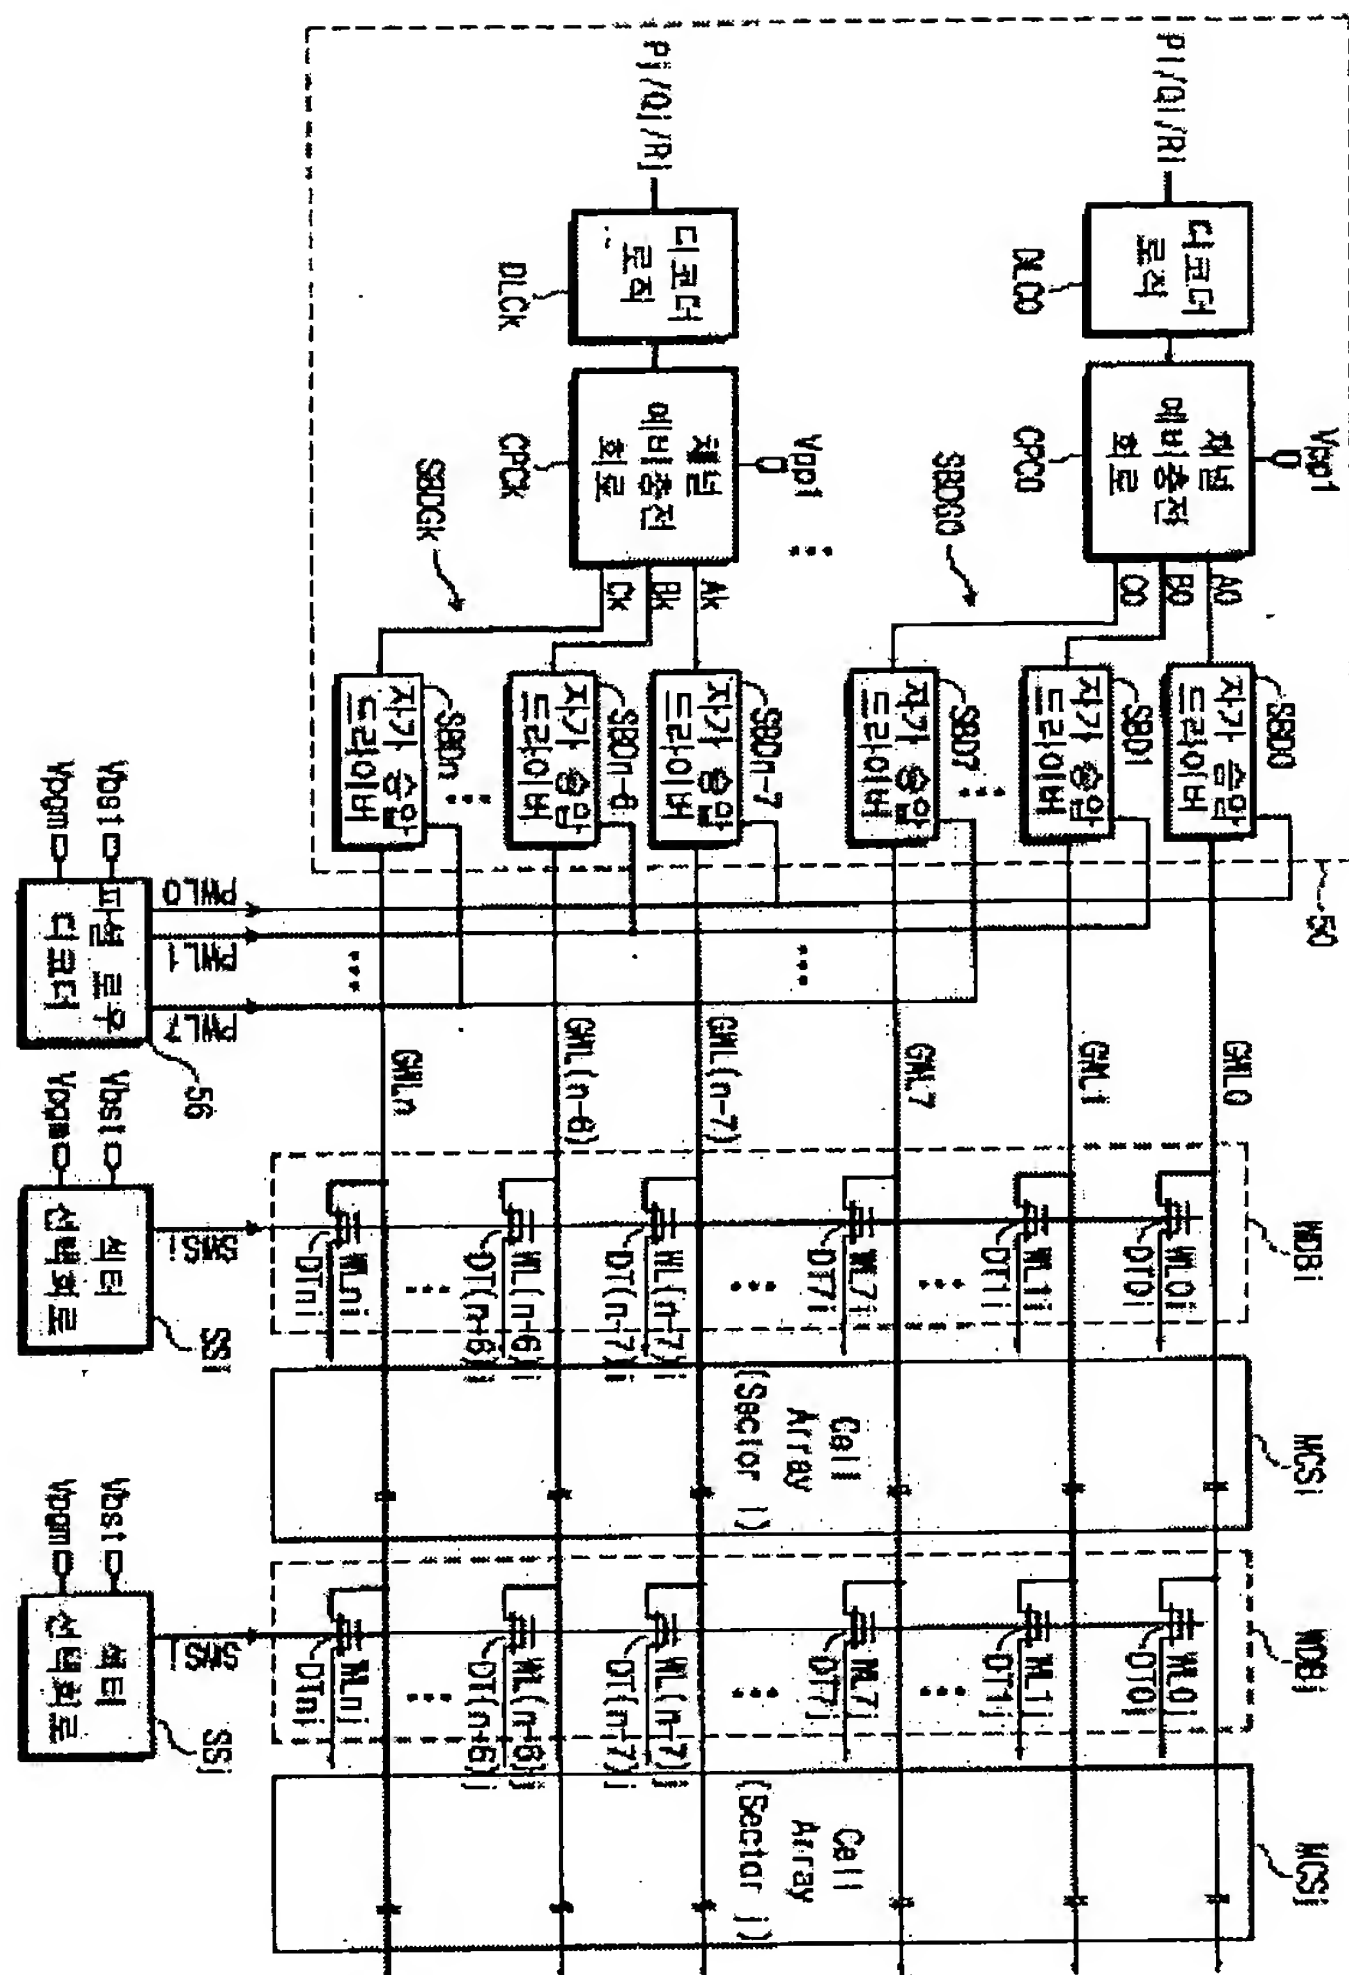 Pi/Qi/Ri
디코더
로직
DLC0
Vpp1
채널
예비충전
회로
CPC0
A0
B0
C0
SBDG0
SBD0
자가 승압
드라이버
SBD1
자가 승압
드라이버
SBD7
자가 승압
드라이버
50
Pj/Qj/Rj
디코더
로직
DLCk
Vpp1
채널
예비충전
회로
CPCk
Ak
Bk
Ck
SBDGk
SBDn-7
자가 승압
드라이버
SBDn-6
자가 승압
드라이버
SBDn
자가 승압
드라이버
Vbst
Vpgm
파셜 로우
디코더
56
PWL0
PWL1
PWL7
GWL0
GWL1
GWL7
GWL(n-7)
GWL(n-6)
GWLn
WDBi
WL0i
DT0i
WL1i
DT1i
WL7i
DT7i
WL(n-7)i
DT(n-7)i
WL(n-6)i
DT(n-6)i
WLni
DTni
Vbst
Vpgm
섹터
선택회로
SSi
SWSi
MCSi
Cell
Array
(Sector i)
WDBj
WL0j
DT0j
WL1j
DT1j
WL7j
DT7j
WL(n-7)j
DT(n-7)j
WL(n-6)j
DT(n-6)j
WLnj
DTnj
Vbst
Vpgm
섹터
선택회로
SSj
SWSj
MCSj
Cell
Array
(Sector j)